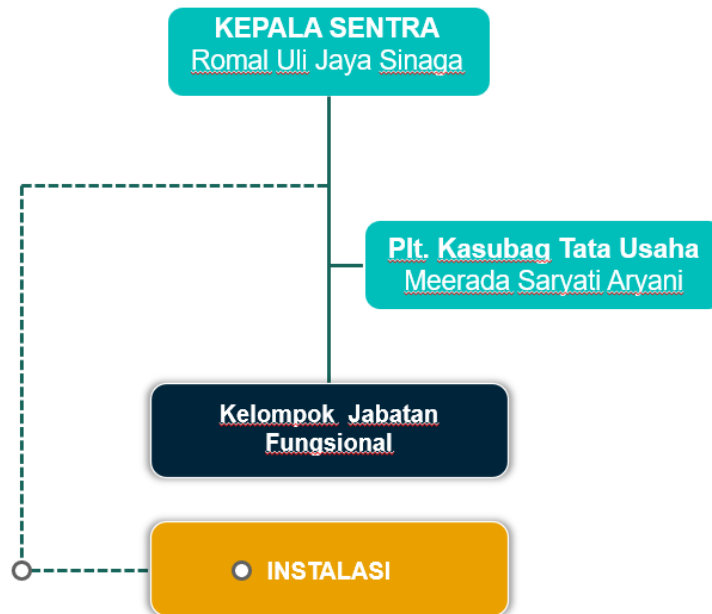 KEPALA SENTRA
Romal Uli Jaya Sinaga
Plt. Kasubag Tata Usaha
Meerada Saryati Aryani
Kelompok Jabatan
Fungsional
INSTALASI